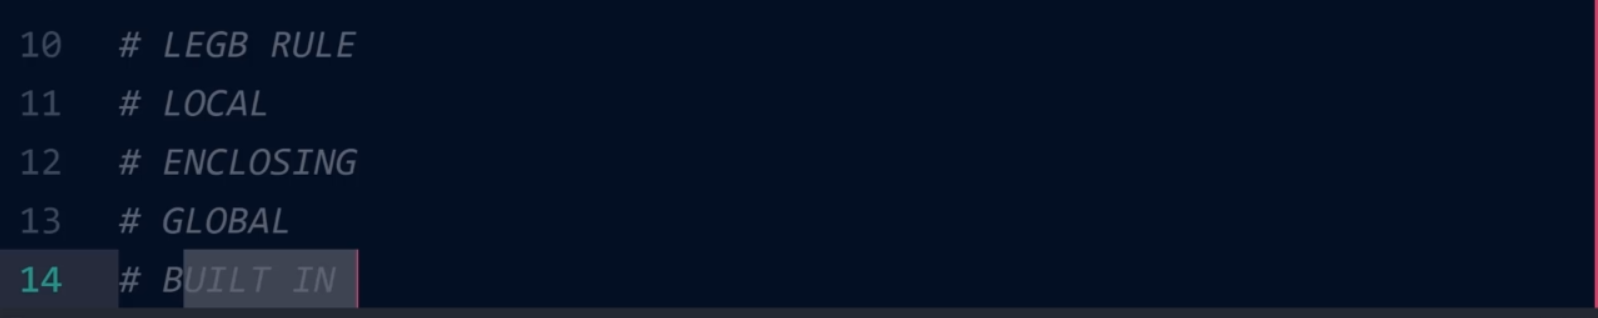 10 # LEGB RULE
11 # LOCAL
12 # ENCLOSING
13 # GLOBAL
14 # BUILT IN